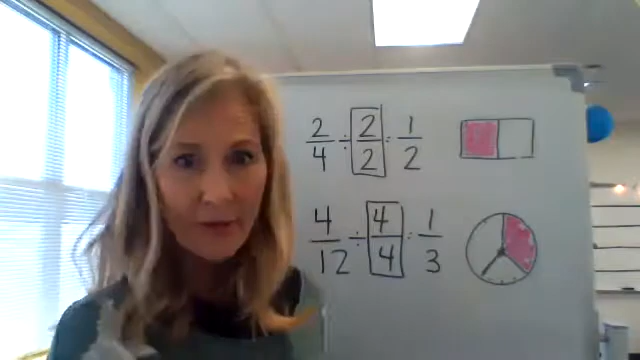 2/4 ÷ 2/2 : 1/2
4/12 ÷ 4/4 : 1/3